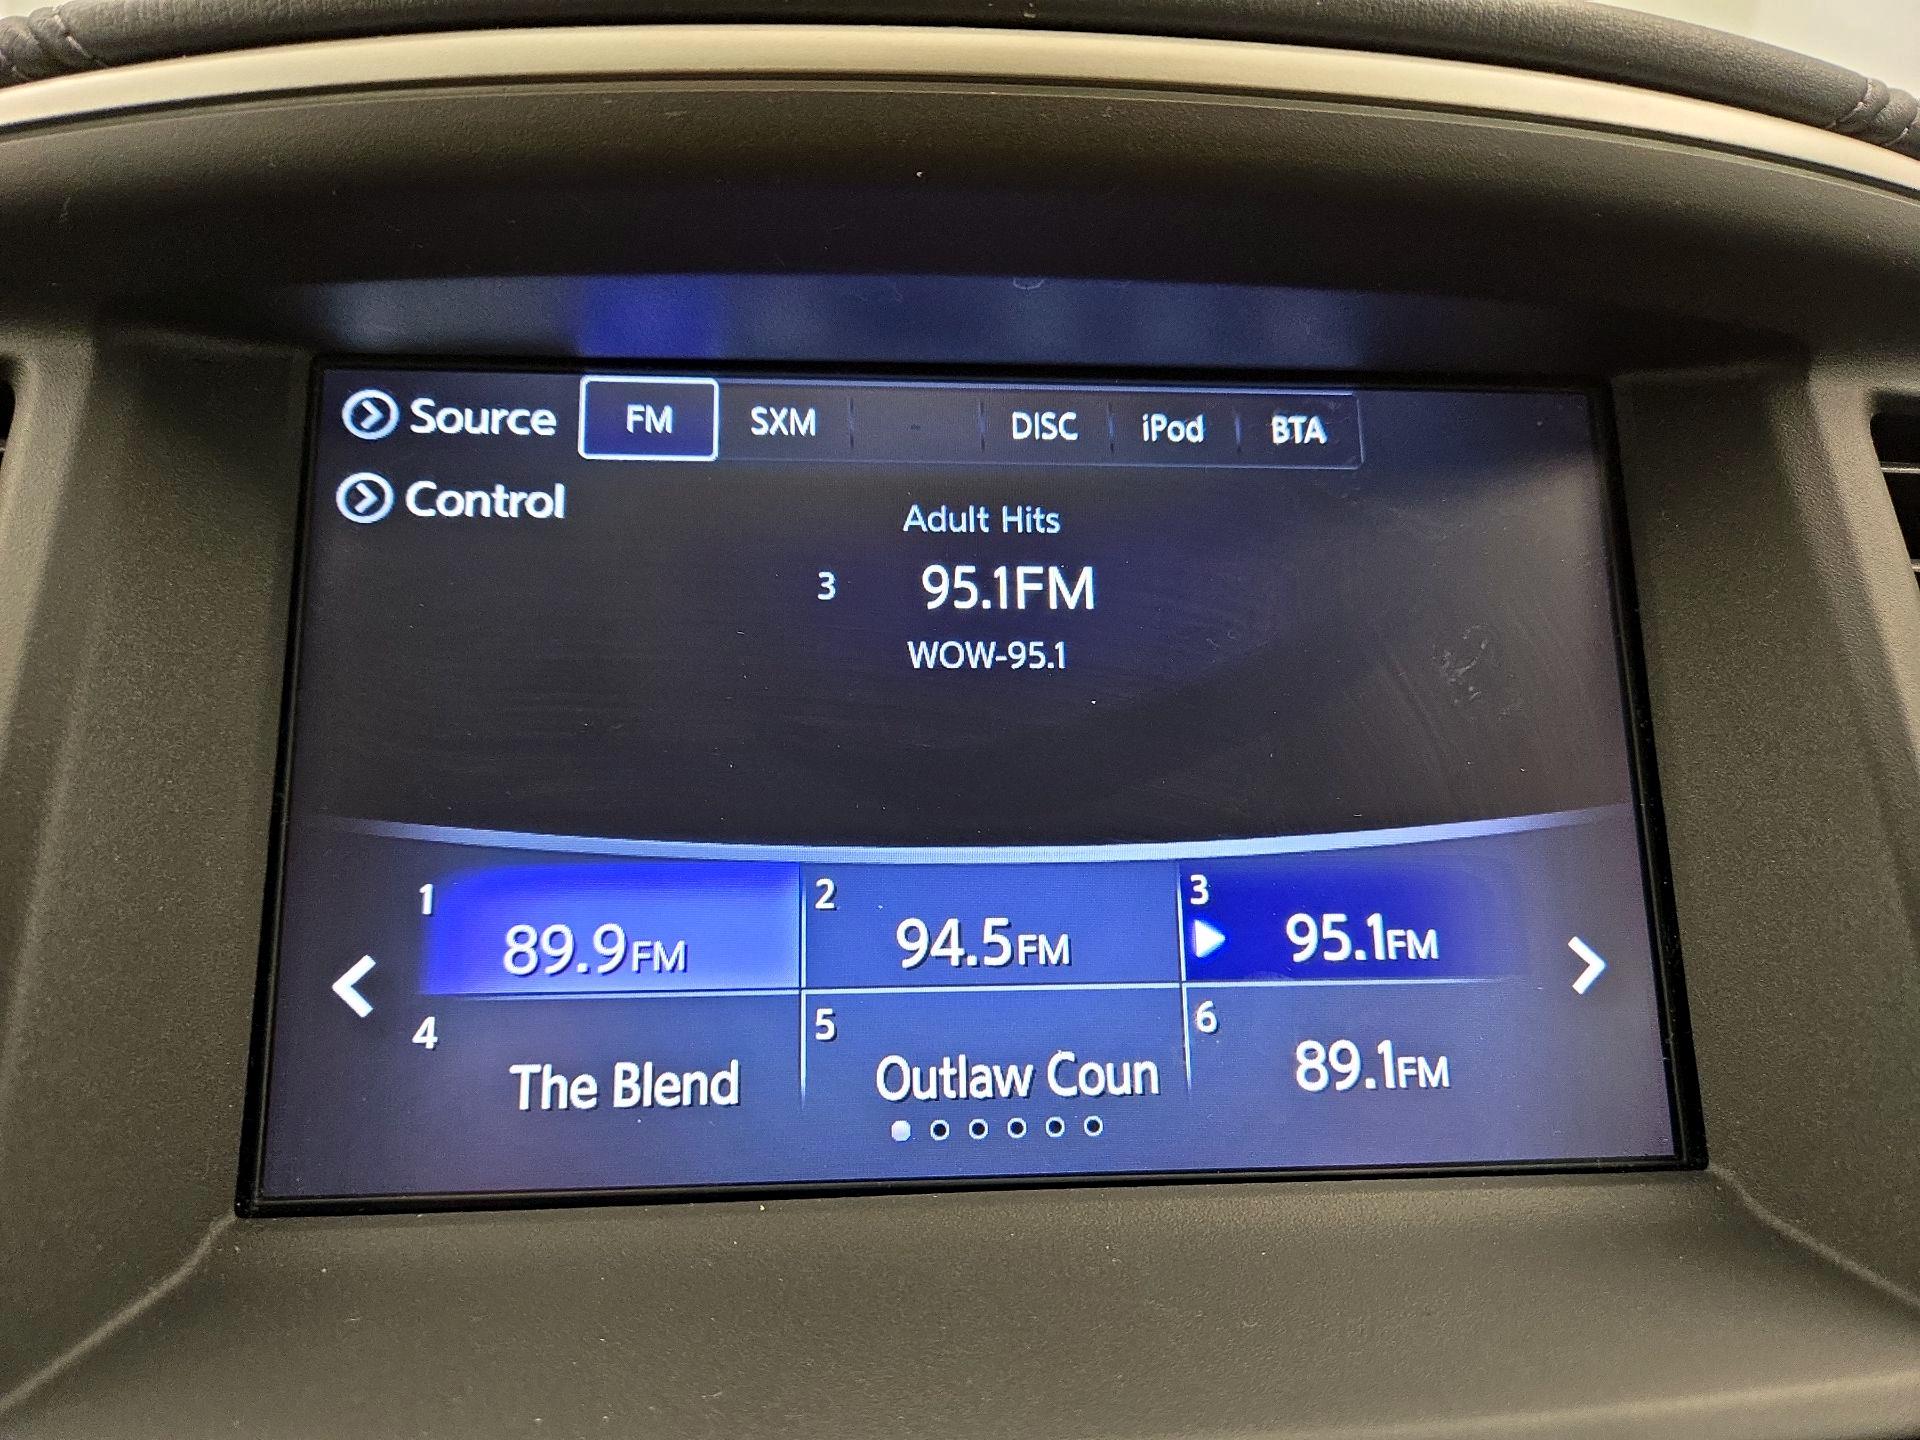 Source FM SXM DISC iPod BTA
Control
Adult Hits
3 95.1FM
WOW-95.1
1 89.9FM
2 94.5FM
3 95.1FM
4 The Blend
5 Outlaw Coun
6 89.1FM